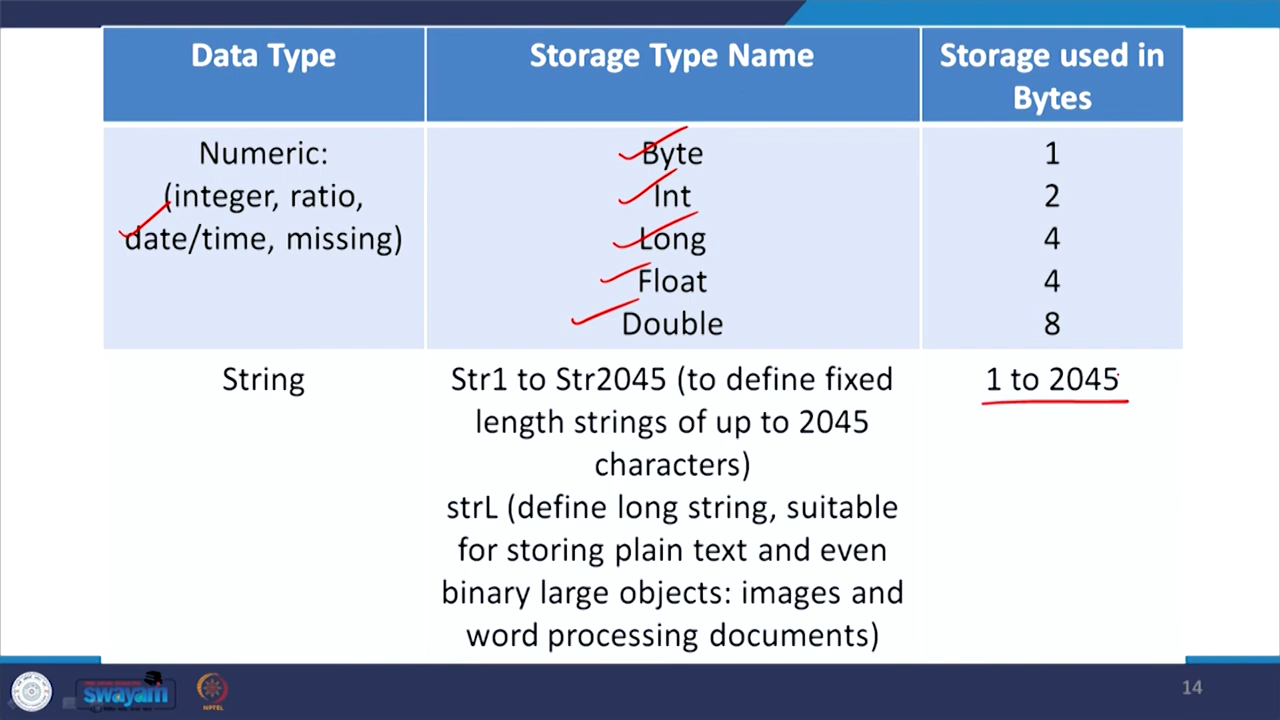 Data Type
Storage Type Name
Storage used in
Bytes
Numeric:
(integer, ratio,
date/time, missing)
Byte
Int
Long
Float
Double
1
2
4
4
8
String
Str1 to Str2045 (to define fixed
length strings of up to 2045
characters)
strL (define long string, suitable
for storing plain text and even
binary large objects: images and
word processing documents)
1 to 2045
swayam
NPTEL
14